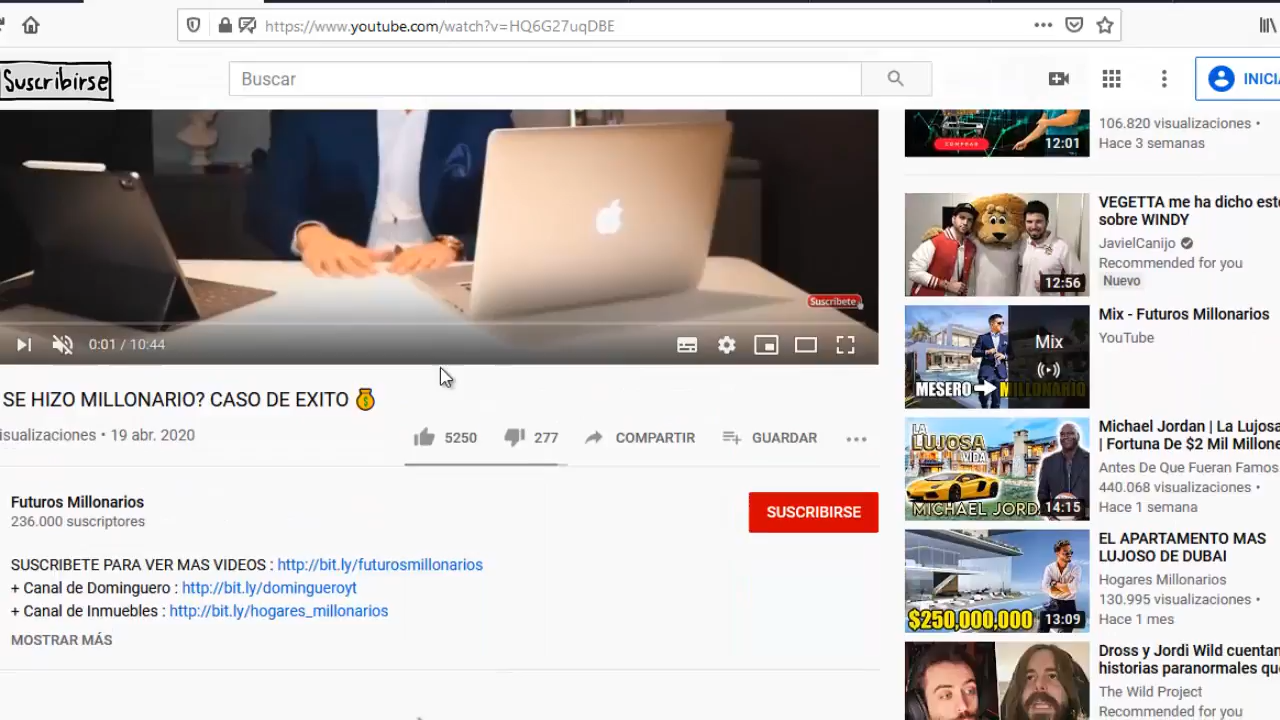 https://www.youtube.com/watch?v=HQ6G27uqDBE
Suscribirse
Buscar
INICIA
Suscríbete
0:01 / 10:44
SE HIZO MILLONARIO? CASO DE EXITO
isualizaciones • 19 abr. 2020
5250
277
COMPARTIR
GUARDAR
Futuros Millonarios
236.000 suscriptores
SUSCRIBIRSE
SUSCRIBETE PARA VER MAS VIDEOS : http://bit.ly/futurosmillonarios
+ Canal de Dominguero : http://bit.ly/domingueroyt
+ Canal de Inmuebles : http://bit.ly/hogares_millonarios
MOSTRAR MÁS
COMPRAR
12:01
106.820 visualizaciones •
Hace 3 semanas
12:56
VEGETTA me ha dicho esto
sobre WINDY
JavielCanijo
Recommended for you
Nuevo
MESERO
MILLONARIO
Mix
Mix - Futuros Millonarios
YouTube
LA
LUJOSA
VIDA
MICHAEL JORD
14:15
Michael Jordan | La Lujosa
| Fortuna De $2 Mil Millone
Antes De Que Fueran Famos
440.068 visualizaciones •
Hace 1 semana
$250,000,000
13:09
EL APARTAMENTO MAS
LUJOSO DE DUBAI
Hogares Millonarios
130.995 visualizaciones •
Hace 1 mes
Dross y Jordi Wild cuentan
historias paranormales qu
The Wild Project
Recommended for you